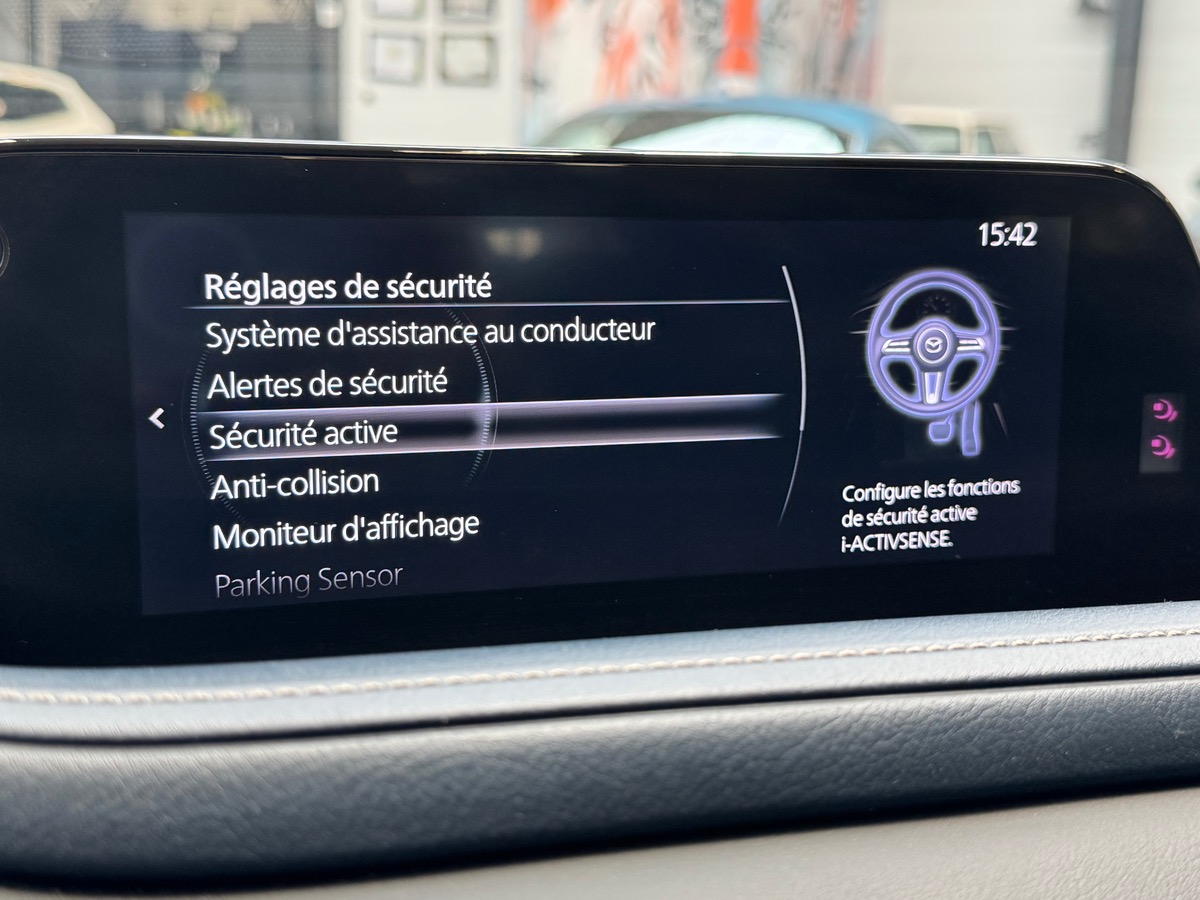 15:42
Réglages de sécurité
Système d'assistance au conducteur
Alertes de sécurité
Sécurité active
Anti-collision
Moniteur d'affichage
Parking Sensor
Configure les fonctions
de sécurité active
i-ACTIVSENSE.